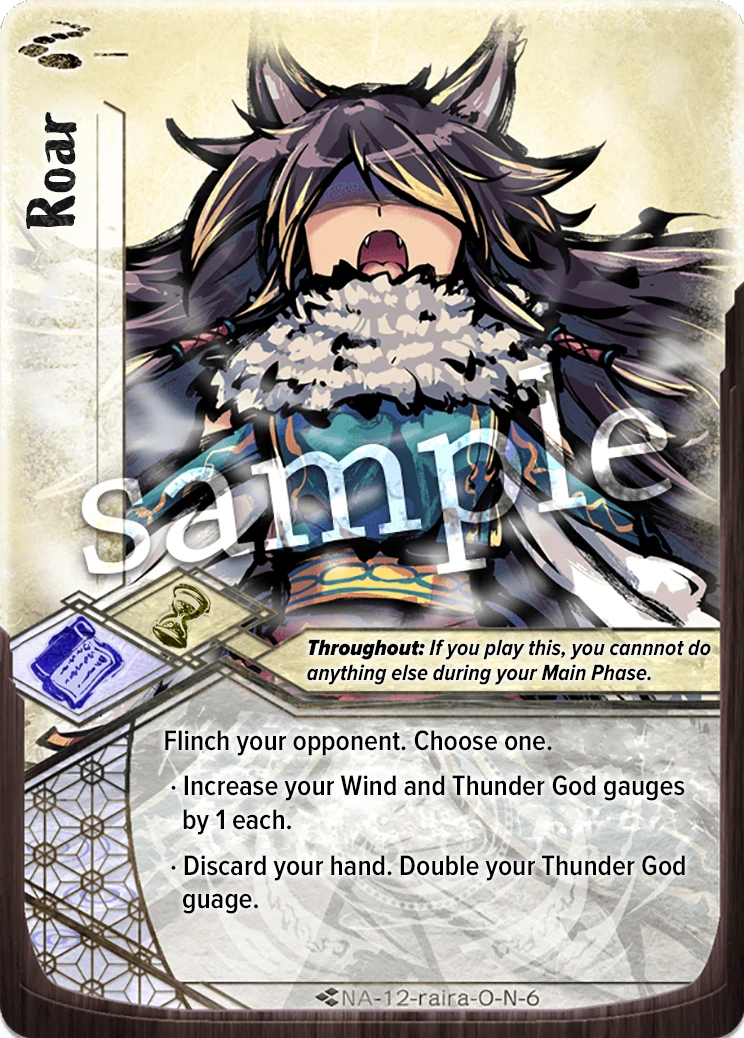 Roar
sample
Throughout: If you play this, you cannnot do
anything else during your Main Phase.
Flinch your opponent. Choose one.
· Increase your Wind and Thunder God gauges
by 1 each.
· Discard your hand. Double your Thunder God
guage.
NA-12-raira-O-N-6